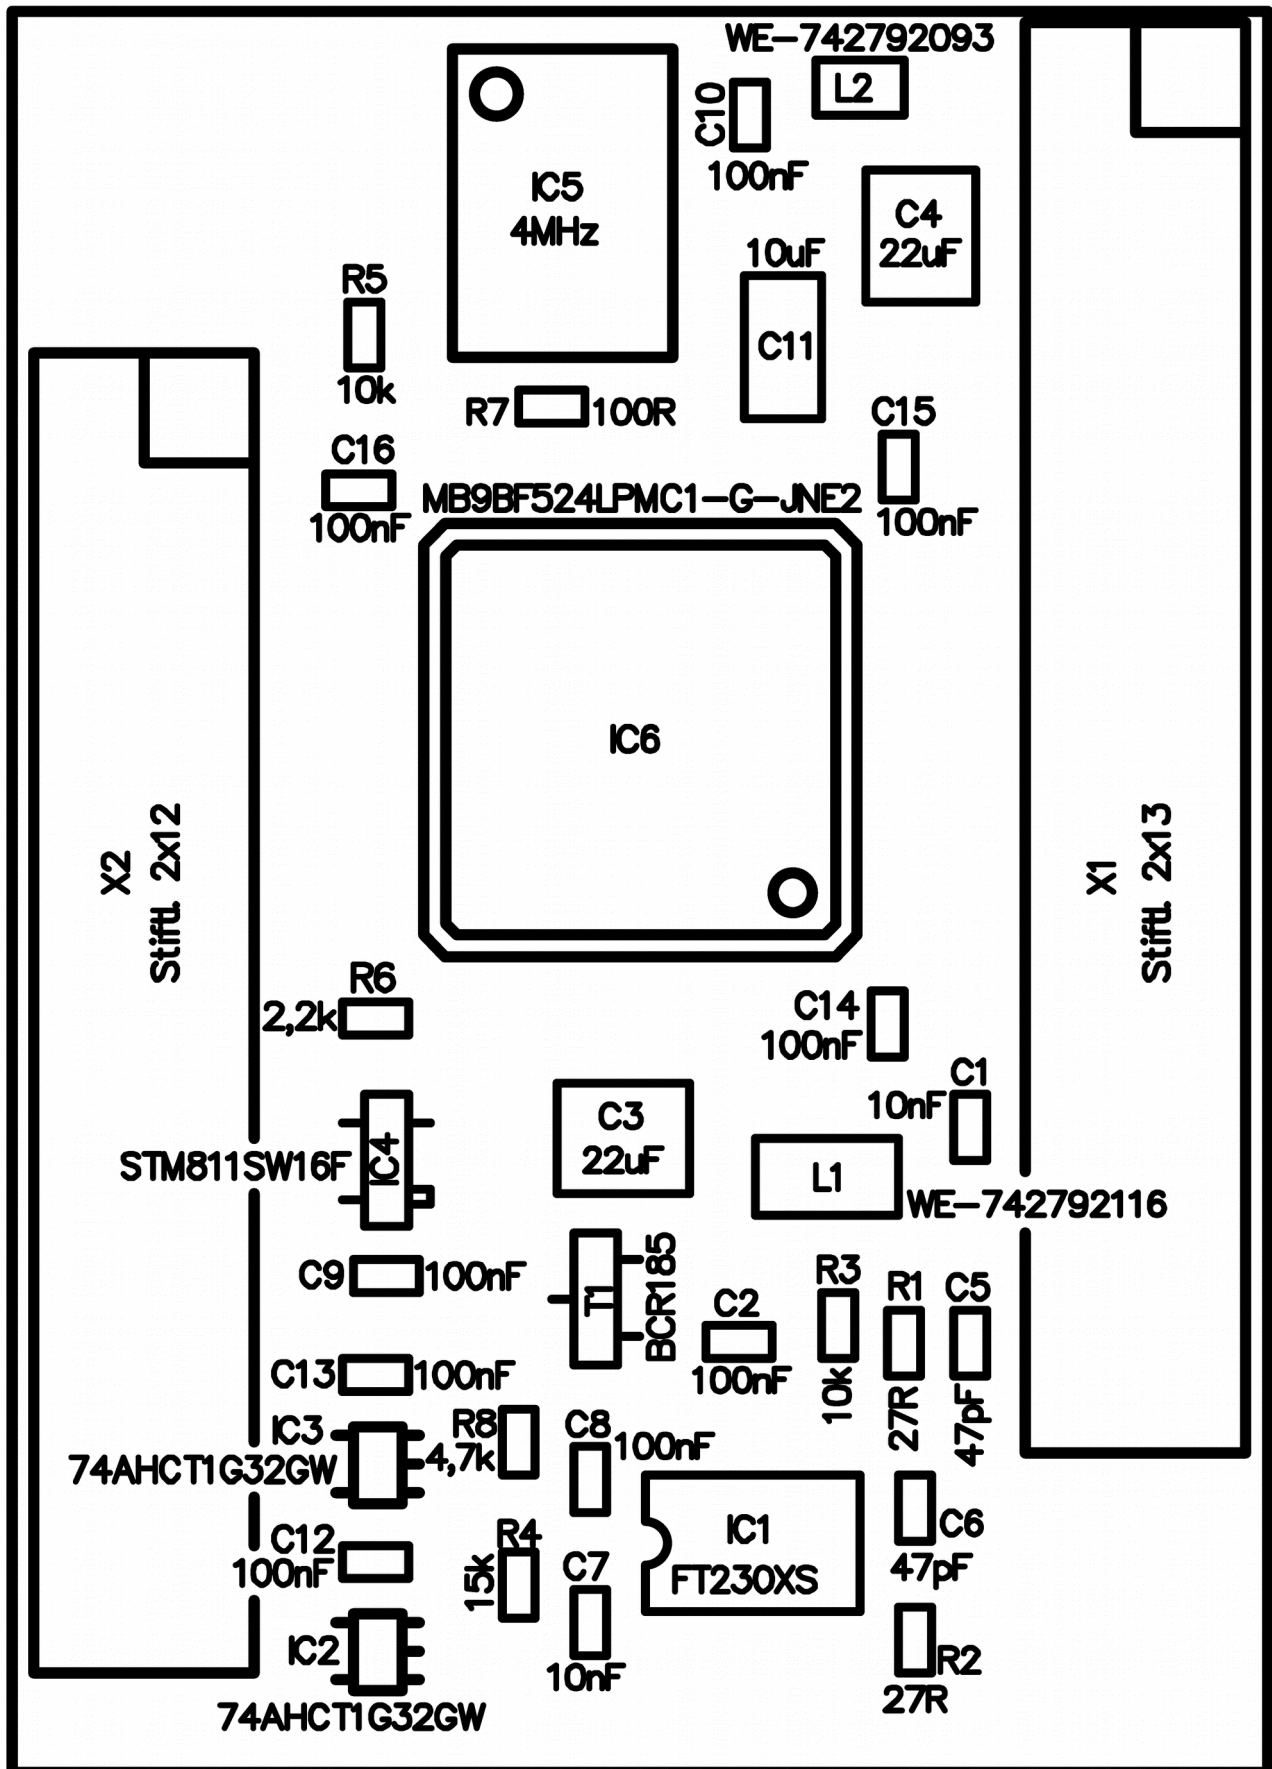 WE-742792093
L2
C10
100nF
IC5
4MHz
C4
22uF
10uF
C11
R5
10k
R7
100R
C15
100nF
C16
100nF
MB9BF524LPMC1-G-JNE2
IC6
X2
Stiftl. 2x12
X1
Stiftl. 2x13
R6
2,2k
C14
100nF
C1
10nF
C3
22uF
STM811SW16F
IC4
L1
WE-742792116
C9
100nF
T1
BCR185
C2
100nF
R3
10k
R1
27R
C5
47pF
C13
100nF
IC3
74AHCT1G32GW
R8
4,7k
C8
100nF
IC1
FT230XS
C6
47pF
C12
100nF
R4
15k
C7
10nF
IC2
74AHCT1G32GW
R2
27R